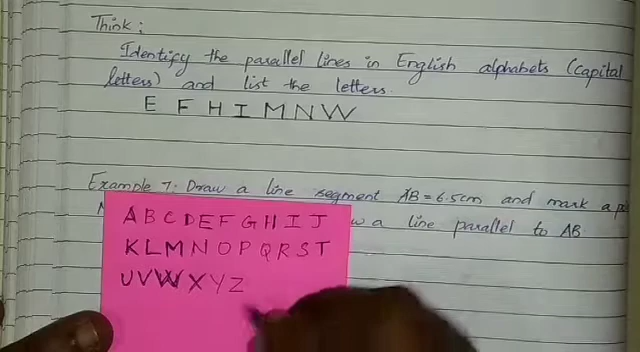 Think:
Identify the parallel lines in English alphabets (capital
letters) and list the letters.
E F H I M N W
Example 7: Draw a line segment AB = 6.5cm and mark a
w a line parallel to AB
A B C D E F G H I J
K L M N O P Q R S T
U V W X Y Z